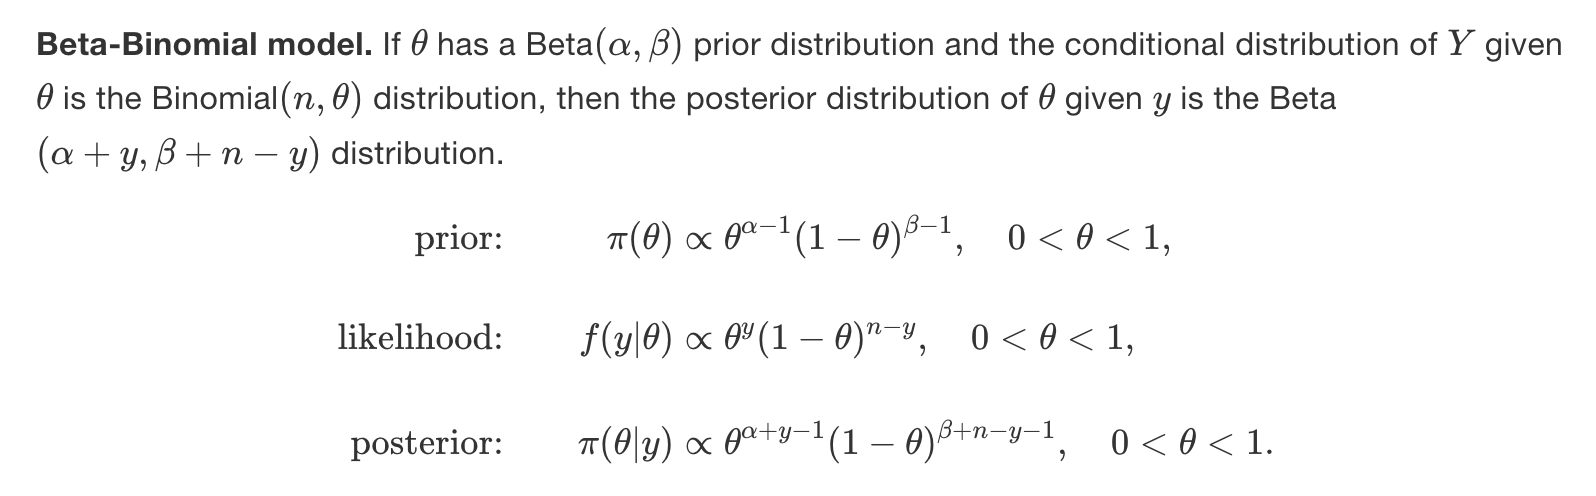 Beta-Binomial model. If θ has a Beta(α, β) prior distribution and the conditional distribution of Y given
θ is the Binomial(n, θ) distribution, then the posterior distribution of θ given y is the Beta
(α + y, β + n − y) distribution.
prior: π(θ) ∝ θ^{α−1}(1 − θ)^{β−1}, 0 < θ < 1,
likelihood: f(y|θ) ∝ θ^y(1 − θ)^{n−y}, 0 < θ < 1,
posterior: π(θ|y) ∝ θ^{α+y−1}(1 − θ)^{β+n−y−1}, 0 < θ < 1.